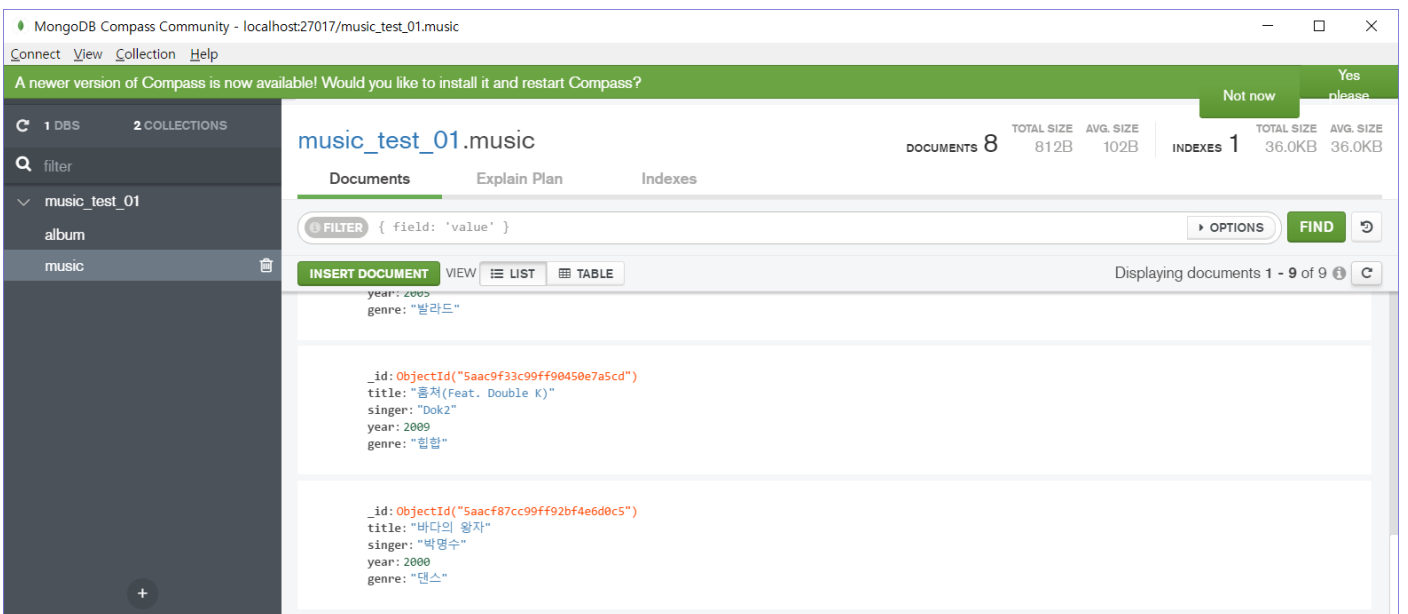 MongoDB Compass Community - localhost:27017/music_test_01.music
Connect View Collection Help
A newer version of Compass is now available! Would you like to install it and restart Compass?
Not now
Yes please
1 DBS 2 COLLECTIONS
filter
music_test_01
album
music
music_test_01.music
DOCUMENTS 8 TOTAL SIZE 812B AVG. SIZE 102B INDEXES 1 TOTAL SIZE 36.0KB AVG. SIZE 36.0KB
Documents Explain Plan Indexes
FILTER { field: 'value' } OPTIONS FIND
INSERT DOCUMENT VIEW LIST TABLE Displaying documents 1 - 9 of 9
year: 2005
genre: "발라드"
_id: ObjectId("5aac9f33c99ff90450e7a5cd")
title: "훔쳐(Feat. Double K)"
singer: "Dok2"
year: 2009
genre: "힙합"
_id: ObjectId("5aacf87cc99ff92bf4e6d0c5")
title: "바다의 왕자"
singer: "박명수"
year: 2000
genre: "댄스"